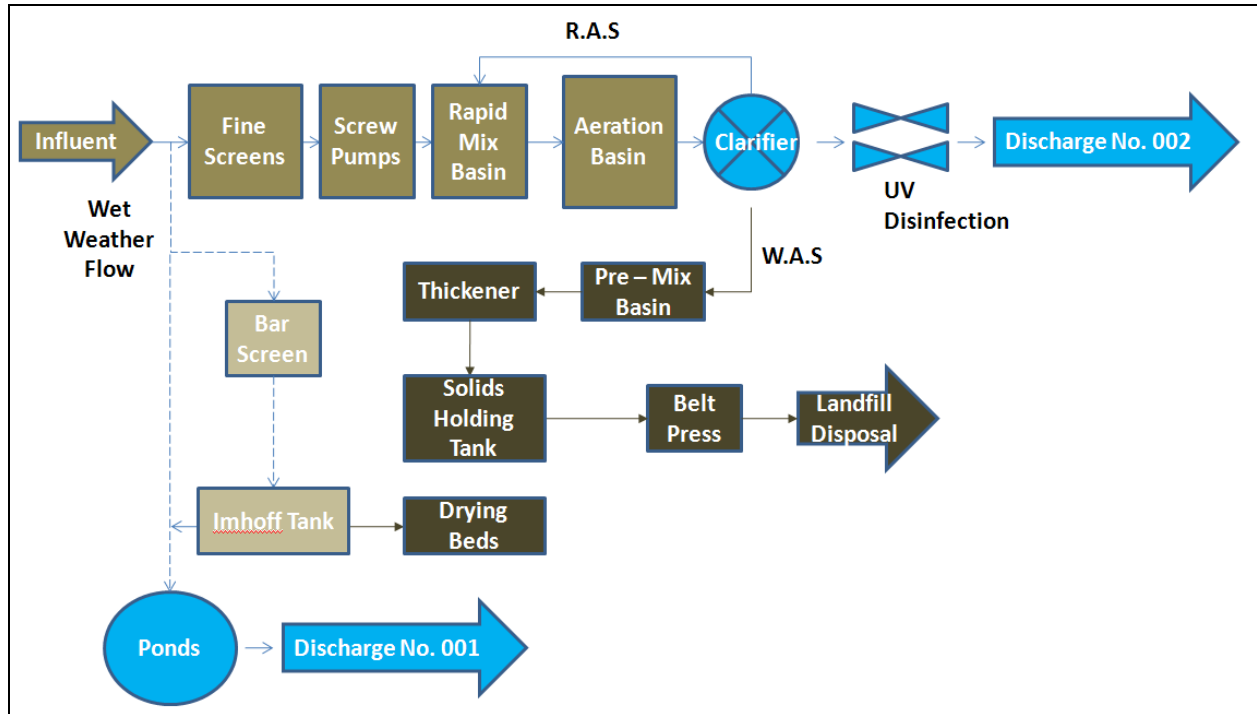 R.A.S
Influent
Fine
Screens
Screw
Pumps
Rapid
Mix
Basin
Aeration
Basin
Clarifier
Discharge No. 002
UV
Disinfection
Wet
Weather
Flow
W.A.S
Thickener
Pre – Mix
Basin
Bar
Screen
Solids
Holding
Tank
Belt
Press
Landfill
Disposal
Imhoff Tank
Drying
Beds
Ponds
Discharge No. 001